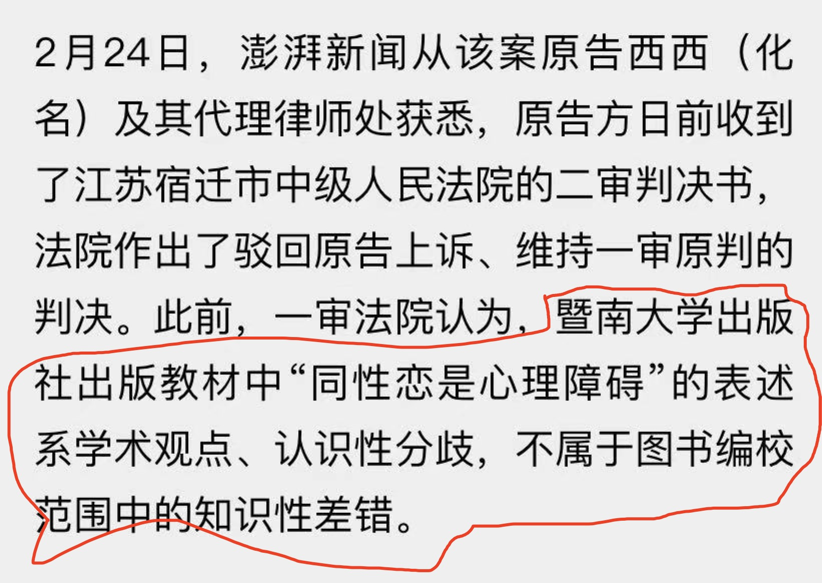 2月24日，澎湃新闻从该案原告西西（化
名）及其代理律师处获悉，原告方日前收到
了江苏宿迁市中级人民法院的二审判决书，
法院作出了驳回原告上诉、维持一审原判的
判决。此前，一审法院认为，暨南大学出版
社出版教材中“同性恋是心理障碍”的表述
系学术观点、认识性分歧，不属于图书编校
范围中的知识性差错。